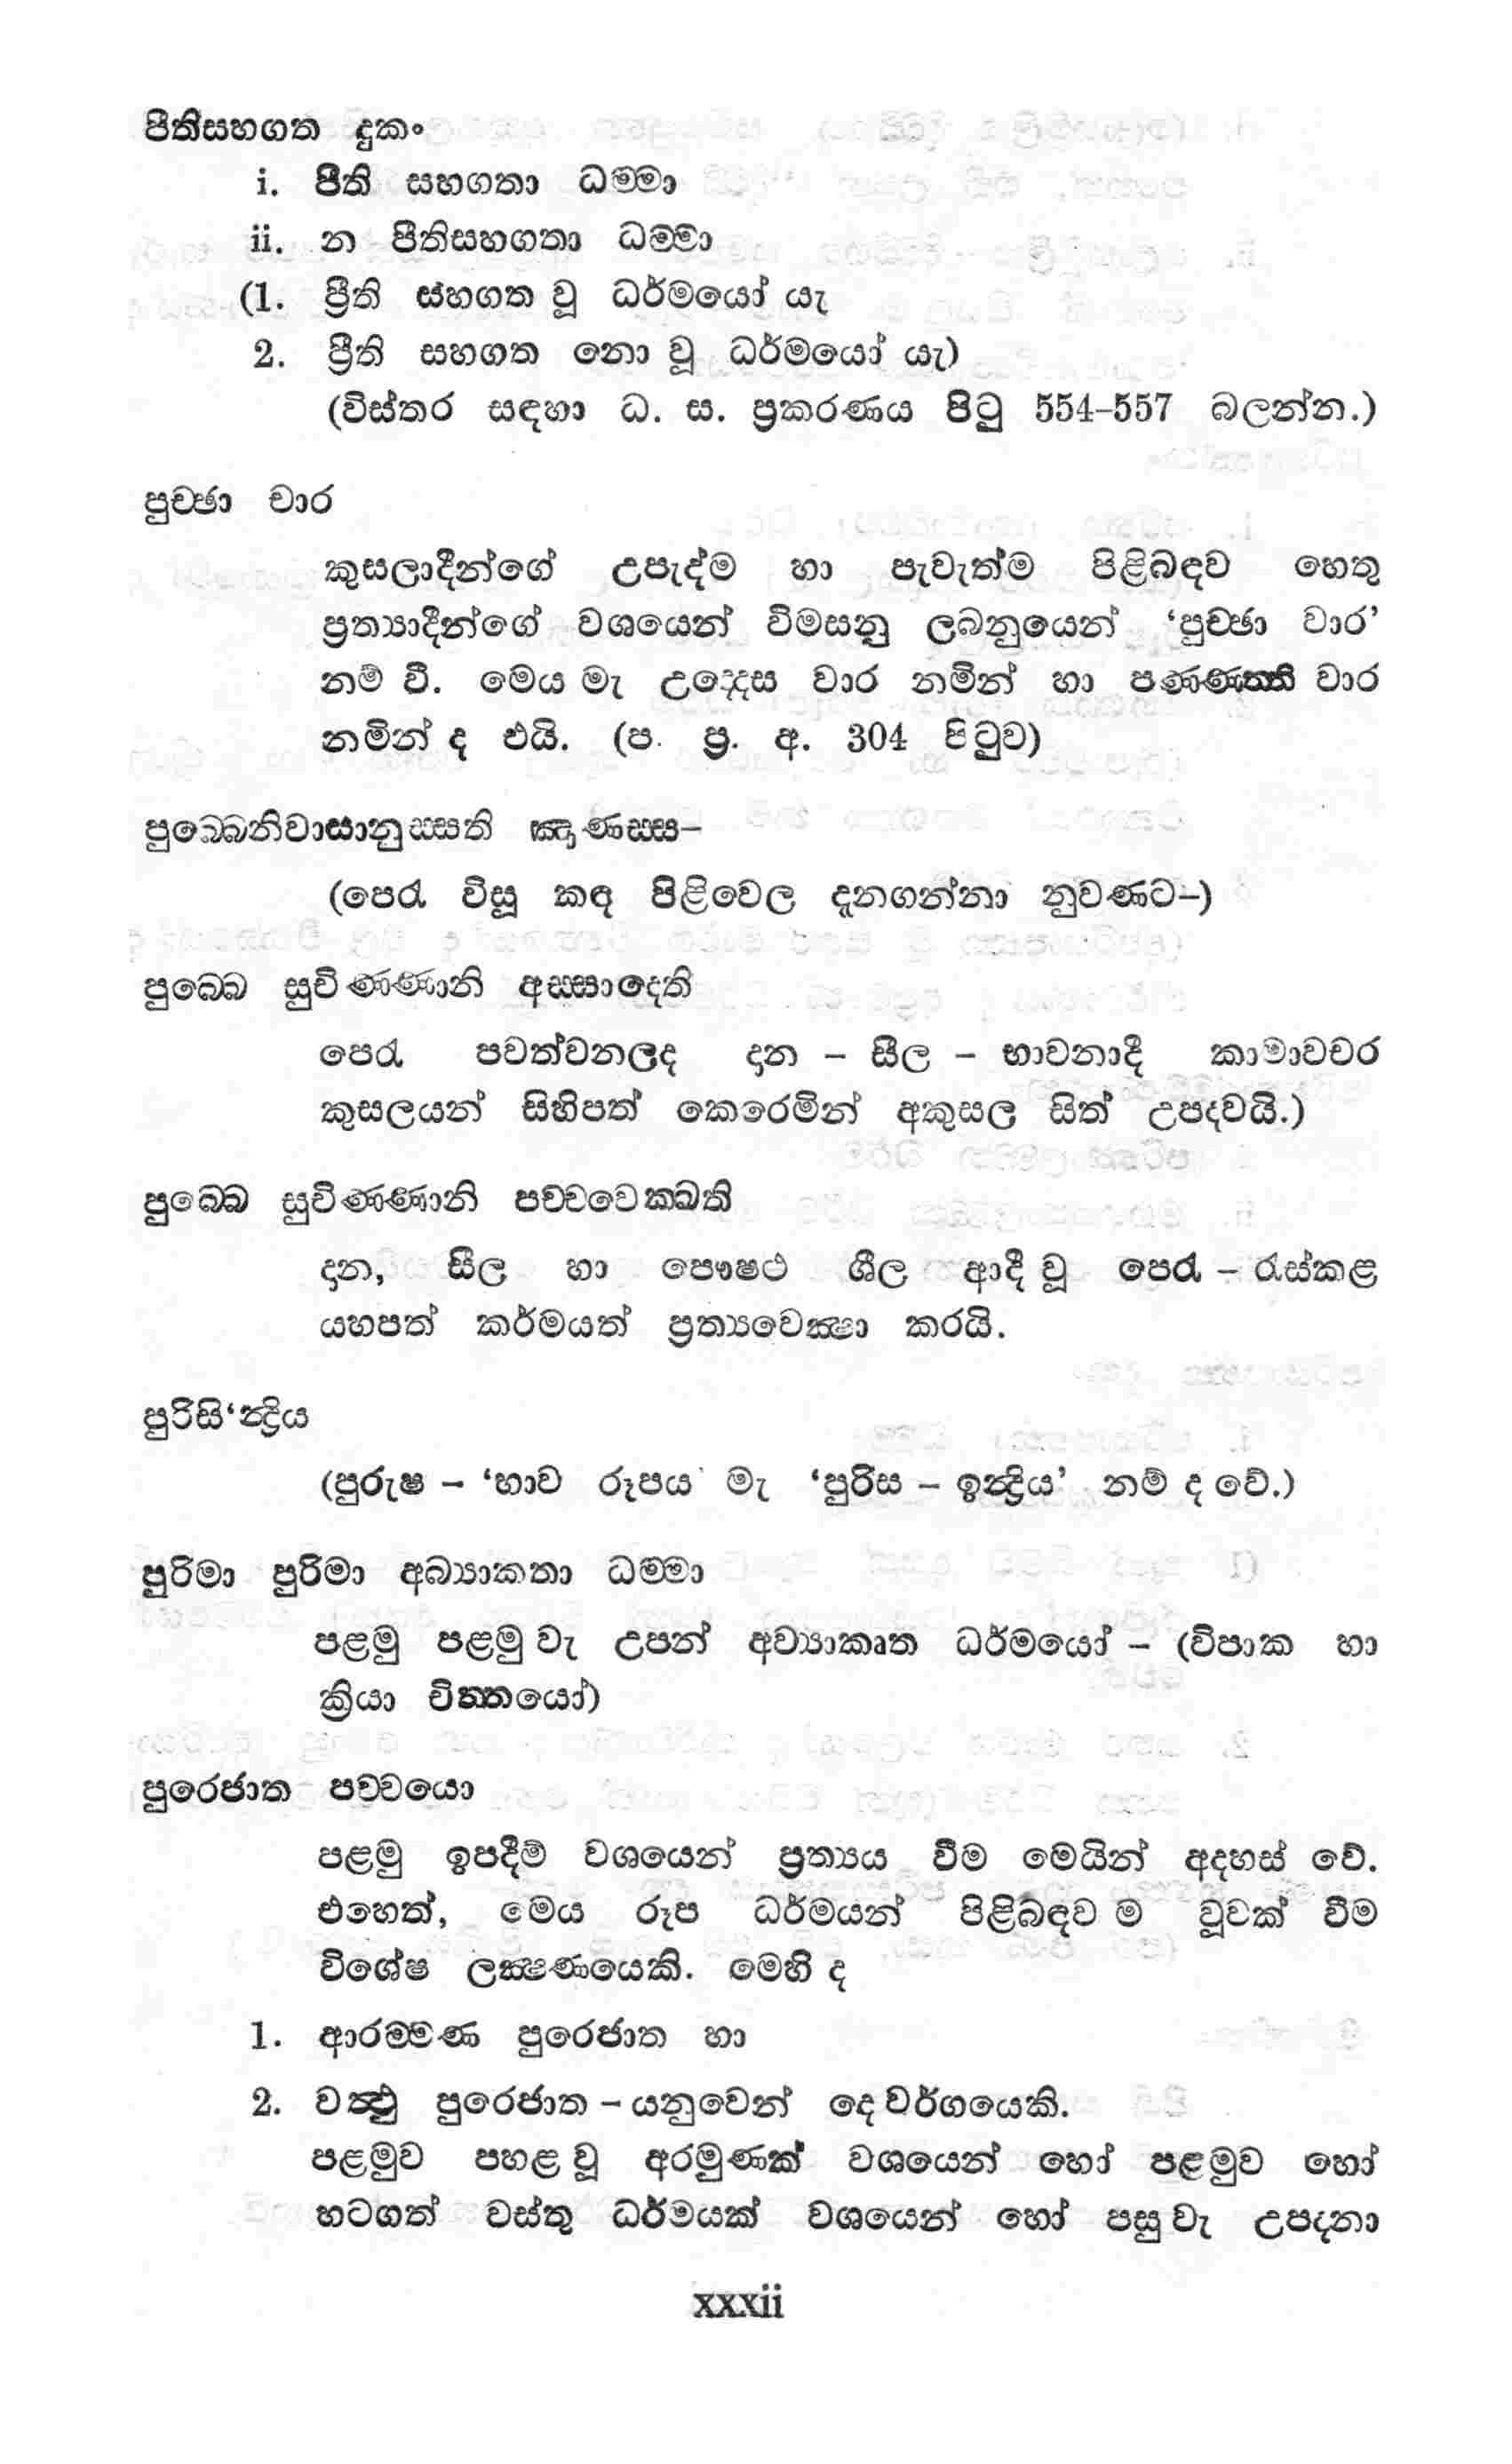 පීතිසහගත දුකං
i. පීති සහගතා ධම්මා
ii. න පීතිසහගතා ධම්මා
(1. ප්‍රීති සහගත වූ ධර්මයෝ යැ
2. ප්‍රීති සහගත නො වූ ධර්මයෝ යැ)
(විස්තර සඳහා ධ. ස. ප්‍රකරණය පිටු 554–557 බලන්න.)
පුච්ඡා වාර
කුසලාදීන්ගේ උපැද්ම හා පැවැත්ම පිළිබඳව හෙතු
ප්‍රත්‍යාදීන්ගේ වශයෙන් විමසනු ලබනුයෙන් ‘පුච්ඡා වාර’
නම් වී. මෙය මැ උද්දෙස වාර නමින් හා පණ්ණත්ති වාර
නමින් ද එයි. (ප. ප්‍ර. අ. 304 පිටුව)
පුබ්බෙනිවාසානුස්සති ඤාණස්ස–
(පෙරැ විසූ කඳ පිළිවෙල දැනගන්නා නුවණට–)
පුබ්බෙ සුචිණ්ණානි අස්සාදෙති
පෙරැ පවත්වනලද දාන – සීල – භාවනාදී කාමාවචර
කුසලයන් සිහිපත් කෙරෙමින් අකුසල සිත් උපදවයි.)
පුබ්බෙ සුචිණ්ණානි පච්චවෙක්ඛති
දාන, සීල හා පෞෂථ ශීල ආදී වූ පෙරැ – රැස්කළ
යහපත් කර්මයන් ප්‍රත්‍යවෙක්ෂා කරයි.
පුරිසි‘න්ද්‍රිය
(පුරුෂ – ‘භාව රූපය’ මැ ‘පුරිස – ඉන්ද්‍රිය’ නම් ද වේ.)
පුරිමා පුරිමා අබ්‍යාකතා ධම්මා
පළමු පළමු වැ උපන් අව්‍යාකෘත ධර්මයෝ – (විපාක හා
ක්‍රියා චිත්තයෝ)
පුරෙජාත පච්චයො
පළමු ඉපදීම් වශයෙන් ප්‍රත්‍යය වීම මෙයින් අදහස් වේ.
එහෙත්, මෙය රූප ධර්මයන් පිළිබඳව ම වූවක් වීම
විශේෂ ලක්ෂණයෙකි. මෙහි ද
1. ආරම්මණ පුරෙජාත හා
2. වත්‍ථු පුරෙජාත – යනුවෙන් දෙ වර්ගයෙකි.
පළමුව පහළ වූ අරමුණක් වශයෙන් හෝ පළමුව හෝ
හටගත් වස්තු ධර්මයක් වශයෙන් හෝ පසු වැ උපදනා
xxxii